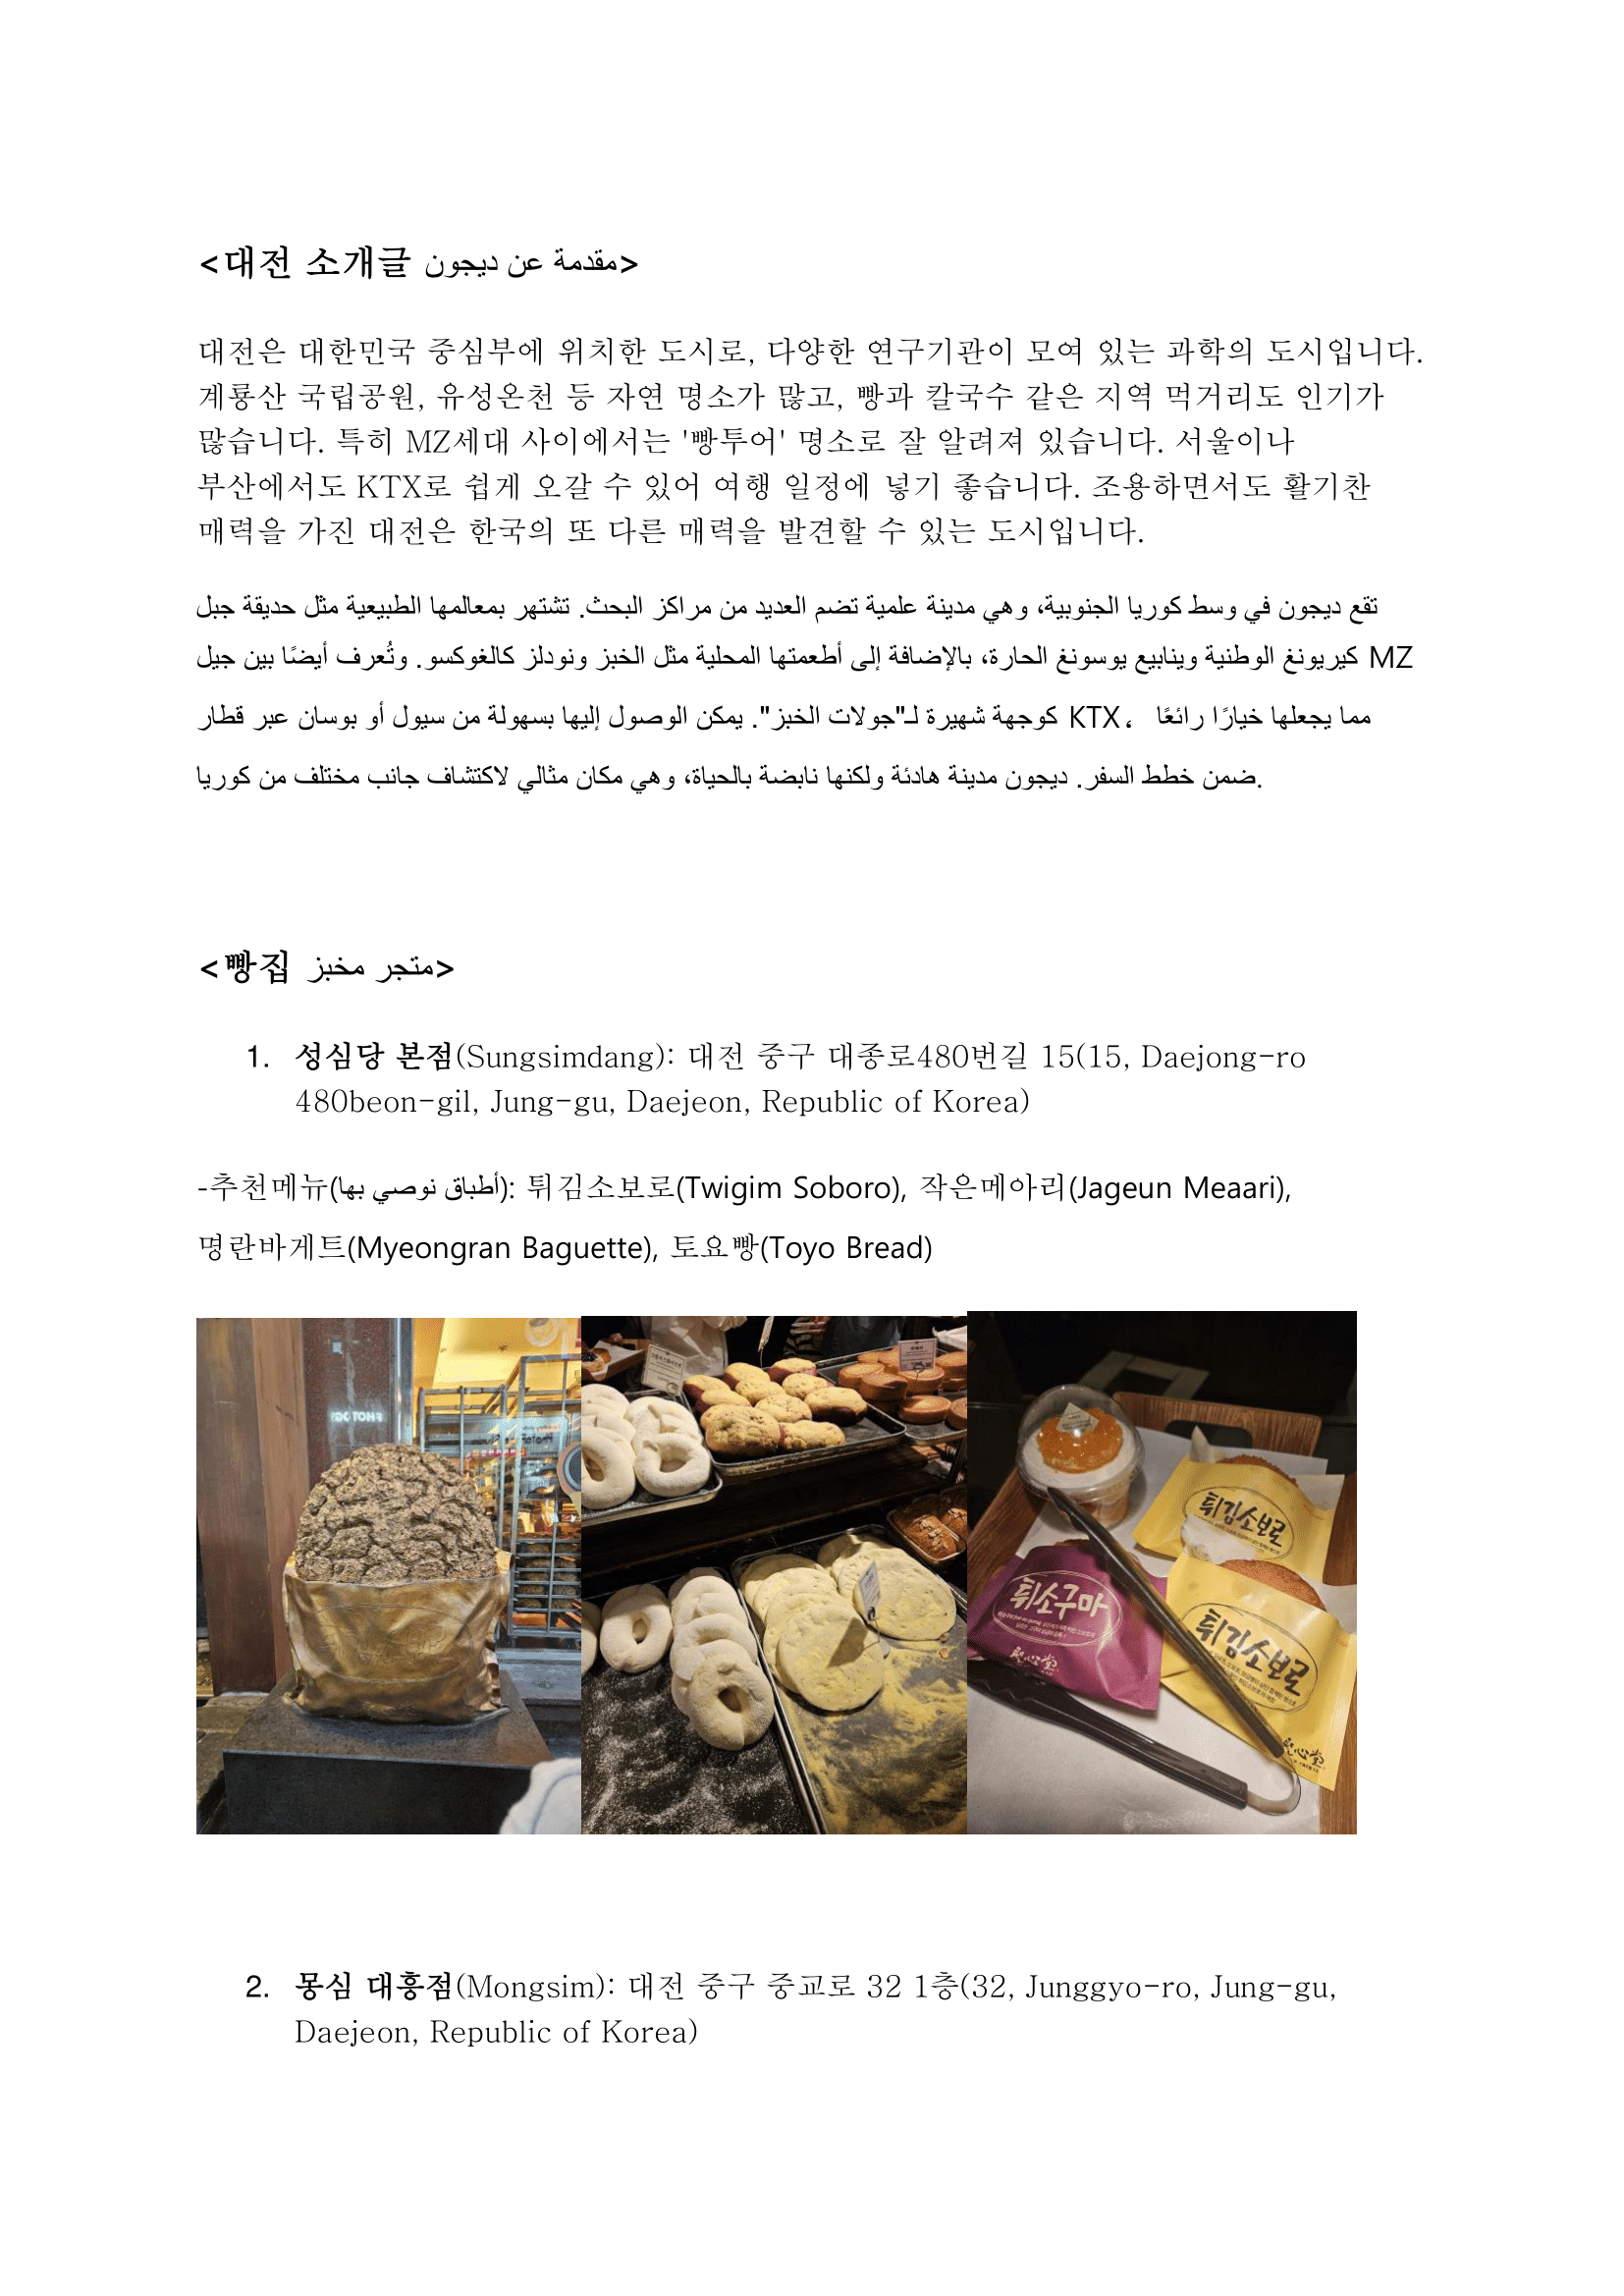 <대전 소개글 مقدمة عن ديجون>
대전은 대한민국 중심부에 위치한 도시로, 다양한 연구기관이 모여 있는 과학의 도시입니다.
계룡산 국립공원, 유성온천 등 자연 명소가 많고, 빵과 칼국수 같은 지역 먹거리도 인기가
많습니다. 특히 MZ세대 사이에서는 '빵투어' 명소로 잘 알려져 있습니다. 서울이나
부산에서도 KTX로 쉽게 오갈 수 있어 여행 일정에 넣기 좋습니다. 조용하면서도 활기찬
매력을 가진 대전은 한국의 또 다른 매력을 발견할 수 있는 도시입니다.
تقع ديجون في وسط كوريا الجنوبية، وهي مدينة علمية تضم العديد من مراكز البحث. تشتهر بمعالمها الطبيعية مثل حديقة جبل
كيريونغ الوطنية وينابيع يوسونغ الحارة، بالإضافة إلى أطعمتها المحلية مثل الخبز ونودلز كالغوكسو. وتُعرف أيضًا بين جيل MZ
كوجهة شهيرة لـ"جولات الخبز". يمكن الوصول إليها بسهولة من سيول أو بوسان عبر قطار KTX، مما يجعلها خيارًا رائعًا
ضمن خطط السفر. ديجون مدينة هادئة ولكنها نابضة بالحياة، وهي مكان مثالي لاكتشاف جانب مختلف من كوريا.
<빵집 متجر مخبز>
1. 성심당 본점(Sungsimdang): 대전 중구 대종로480번길 15(15, Daejong-ro
480beon-gil, Jung-gu, Daejeon, Republic of Korea)
-추천메뉴(أطباق نوصي بها): 튀김소보로(Twigim Soboro), 작은메아리(Jageun Meaari),
명란바게트(Myeongran Baguette), 토요빵(Toyo Bread)
튀김소보로
튀소구마
튀김소보로
2. 몽심 대흥점(Mongsim): 대전 중구 중교로 32 1층(32, Junggyo-ro, Jung-gu,
Daejeon, Republic of Korea)